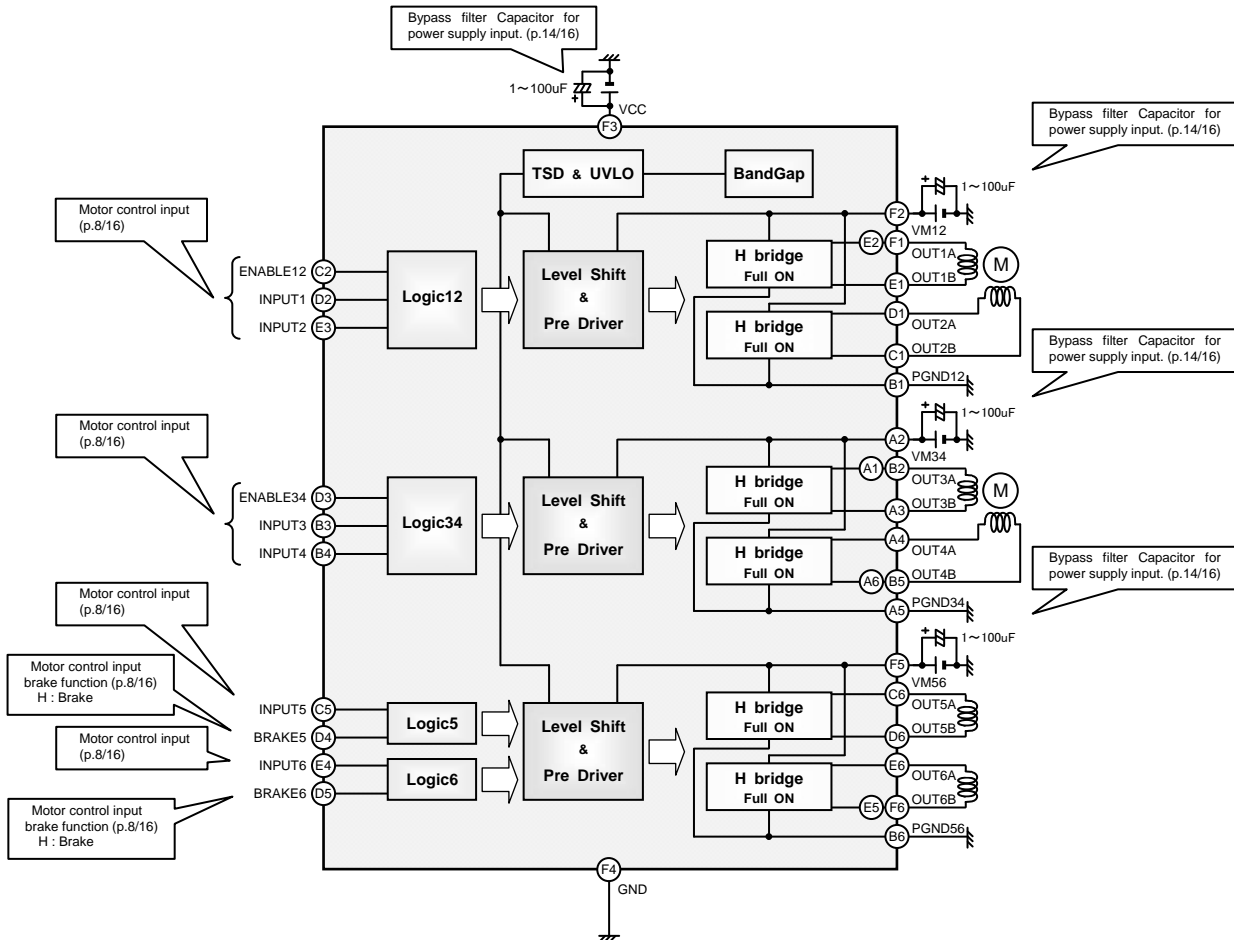 Bypass filter Capacitor for
power supply input. (p.14/16)
1～100uF
+
VCC
F3
Bypass filter Capacitor for
power supply input. (p.14/16)
TSD & UVLO
BandGap
+
1～100uF
F2
VM12
Motor control input
(p.8/16)
ENABLE12 C2
INPUT1 D2
INPUT2 E3
Logic12
Level Shift
&
Pre Driver
H bridge
Full ON
H bridge
Full ON
E2 F1
OUT1A
M
OUT1B
E1
D1
OUT2A
OUT2B
C1
B1 PGND12
Bypass filter Capacitor for
power supply input. (p.14/16)
+
1～100uF
A2
VM34
Motor control input
(p.8/16)
ENABLE34 D3
INPUT3 B3
INPUT4 B4
Logic34
Level Shift
&
Pre Driver
H bridge
Full ON
H bridge
Full ON
A1 B2
OUT3A
M
OUT3B
A3
A4
OUT4A
OUT4B
A6 B5
A5 PGND34
Bypass filter Capacitor for
power supply input. (p.14/16)
+
1～100uF
F5
VM56
Motor control input
(p.8/16)
Motor control input
brake function (p.8/16)
H : Brake
Motor control input
(p.8/16)
Motor control input
brake function (p.8/16)
H : Brake
INPUT5 C5
BRAKE5 D4
INPUT6 E4
BRAKE6 D5
Logic5
Logic6
Level Shift
&
Pre Driver
H bridge
Full ON
H bridge
Full ON
C6
OUT5A
OUT5B
D6
E6
OUT6A
OUT6B
E5 F6
B6 PGND56
F4
GND